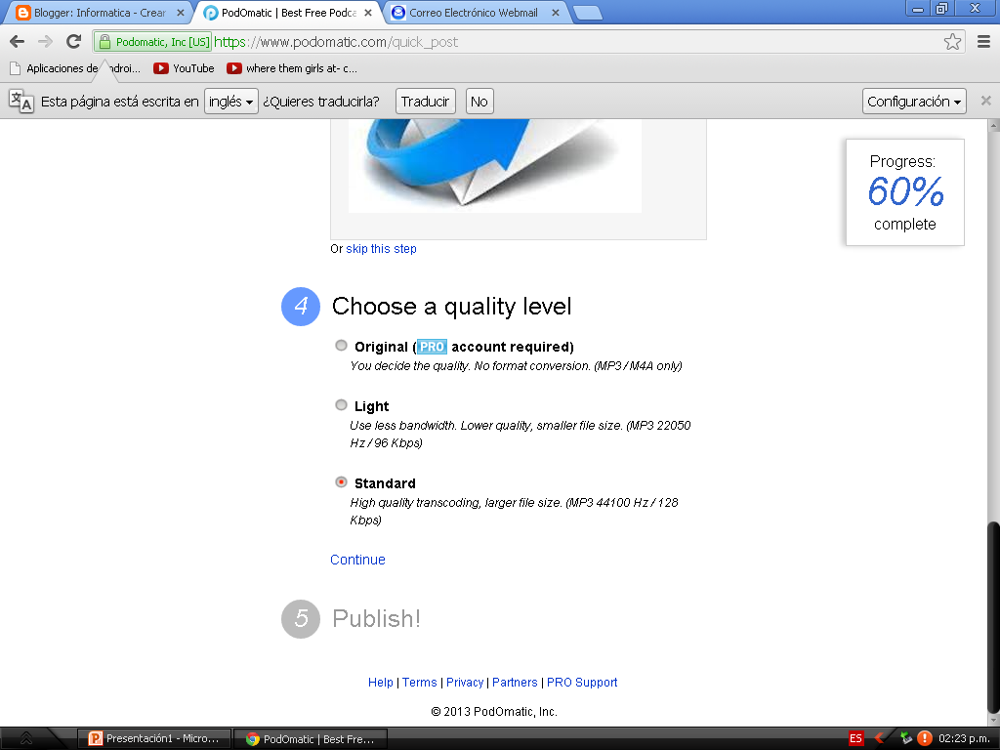 Blogger: Informatica - Crear
PodOmatic | Best Free Podca
Correo Electrónico Webmail
Podomatic, Inc [US] https://www.podomatic.com/quick_post
Aplicaciones de Androi... YouTube where them girls at- c...
Esta página está escrita en inglés ¿Quieres traducirla? Traducir No Configuración
Progress:
60%
complete
Or skip this step
4 Choose a quality level
Original (PRO account required)
You decide the quality. No format conversion. (MP3 / M4A only)
Light
Use less bandwidth. Lower quality, smaller file size. (MP3 22050
Hz / 96 Kbps)
Standard
High quality transcoding, larger file size. (MP3 44100 Hz / 128
Kbps)
Continue
5 Publish!
Help | Terms | Privacy | Partners | PRO Support
© 2013 PodOmatic, Inc.
Presentación1 - Micro... PodOmatic | Best Fre... ES 02:23 p.m.